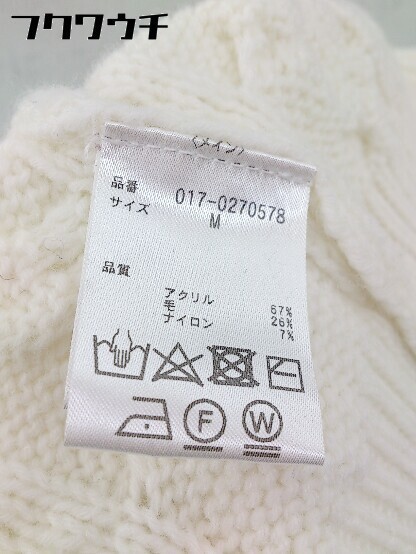 フクワウチ
〈メイン〉
品番 017-0270578
サイズ M
品質
アクリル 67%
毛 26%
ナイロン 7%
F W